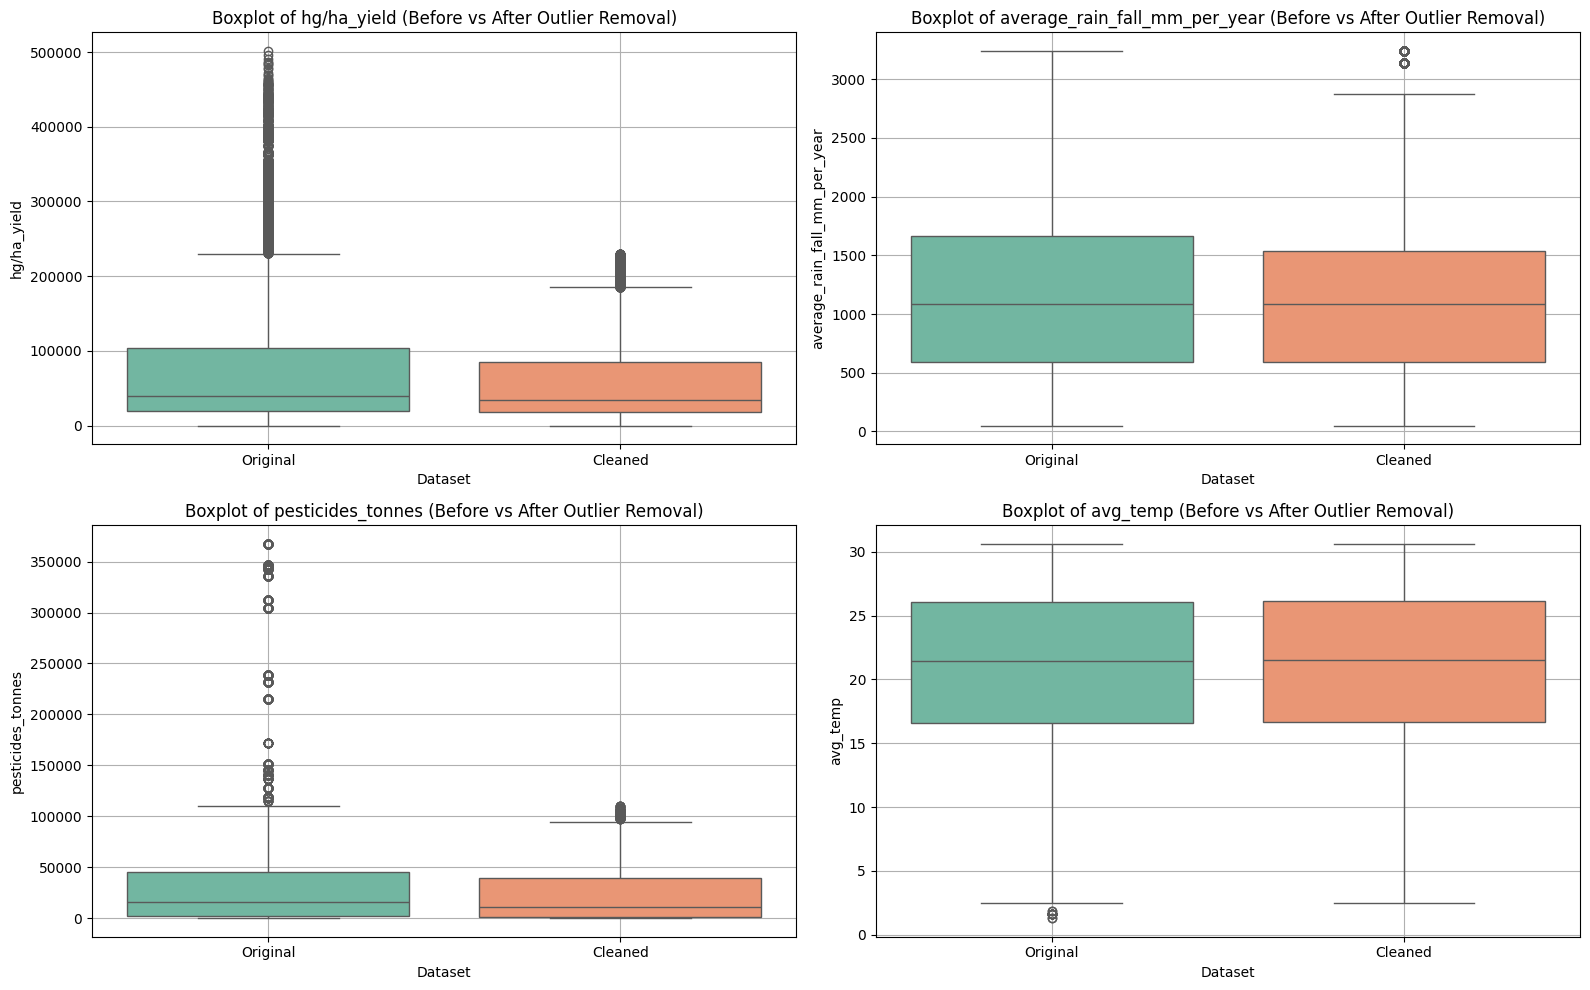 Boxplot of hg/ha_yield (Before vs After Outlier Removal)
500000
400000
300000
200000
100000
0
hg/ha_yield
Original
Cleaned
Dataset
Boxplot of average_rain_fall_mm_per_year (Before vs After Outlier Removal)
3000
2500
2000
1500
1000
500
0
average_rain_fall_mm_per_year
Original
Cleaned
Dataset
Boxplot of pesticides_tonnes (Before vs After Outlier Removal)
350000
300000
250000
200000
150000
100000
50000
0
pesticides_tonnes
Original
Cleaned
Dataset
Boxplot of avg_temp (Before vs After Outlier Removal)
30
25
20
15
10
5
0
avg_temp
Original
Cleaned
Dataset